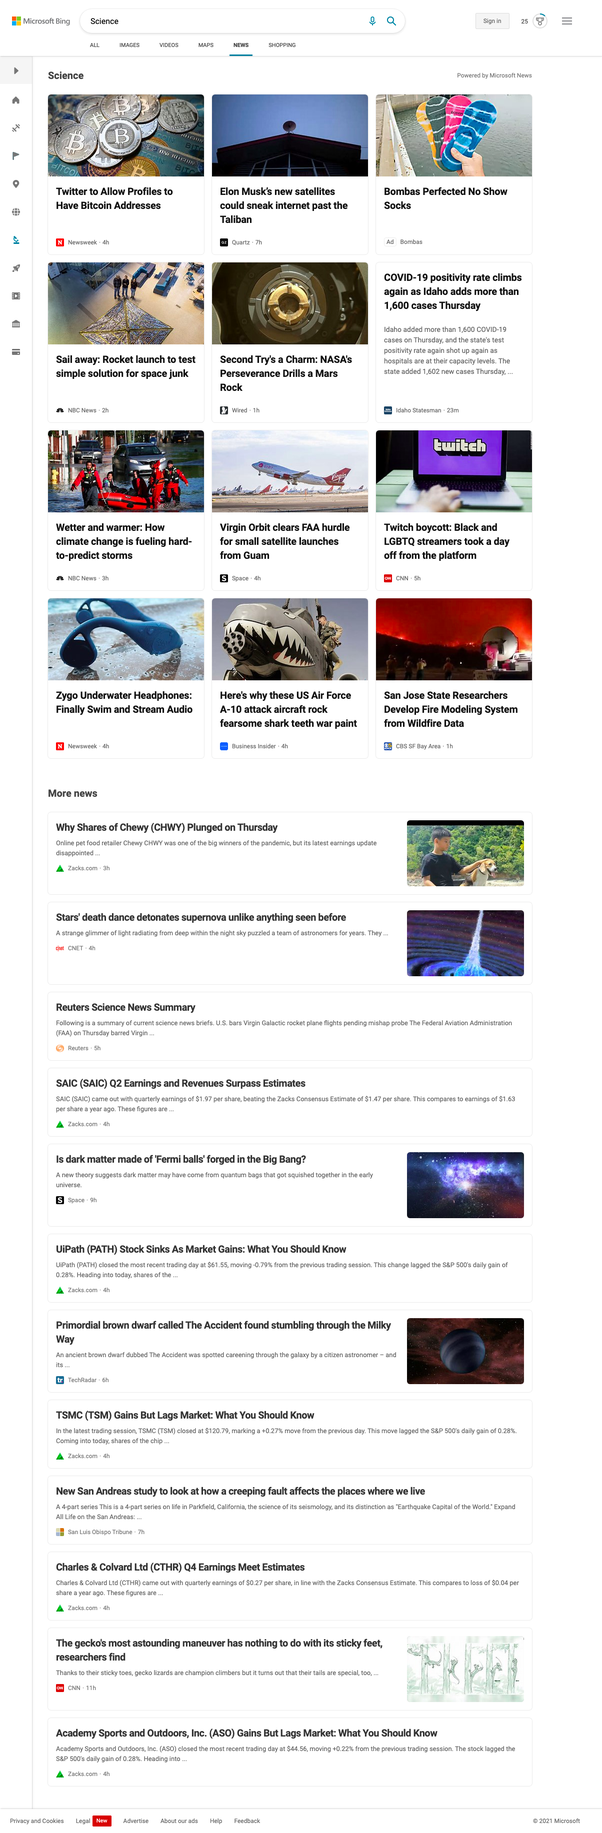 Microsoft Bing
Science
Sign in
25
ALL IMAGES VIDEOS MAPS NEWS SHOPPING
Science
Powered by Microsoft News
Twitter to Allow Profiles to
Have Bitcoin Addresses
Newsweek · 4h
Elon Musk's new satellites
could sneak internet past the
Taliban
Quartz · 7h
Bombas Perfected No Show
Socks
Ad Bombas
Sail away: Rocket launch to test
simple solution for space junk
NBC News · 2h
Second Try's a Charm: NASA's
Perseverance Drills a Mars
Rock
Wired · 1h
COVID-19 positivity rate climbs
again as Idaho adds more than
1,600 cases Thursday
Idaho added more than 1,600 COVID-19
cases on Thursday, and the state's test
positivity rate again shot up again as
hospitals are at their capacity levels. The
state added 1,602 new cases Thursday, ...
Idaho Statesman · 23m
Wetter and warmer: How
climate change is fueling hard-
to-predict storms
NBC News · 3h
Virgin Orbit clears FAA hurdle
for small satellite launches
from Guam
Space · 4h
twitch
Twitch boycott: Black and
LGBTQ streamers took a day
off from the platform
CNN · 5h
Zygo Underwater Headphones:
Finally Swim and Stream Audio
Newsweek · 4h
Here's why these US Air Force
A-10 attack aircraft rock
fearsome shark teeth war paint
Business Insider · 4h
San Jose State Researchers
Develop Fire Modeling System
from Wildfire Data
CBS SF Bay Area · 1h
More news
Why Shares of Chewy (CHWY) Plunged on Thursday
Online pet food retailer Chewy CHWY was one of the big winners of the pandemic, but its latest earnings update
disappointed ...
Zacks.com · 3h
Stars' death dance detonates supernova unlike anything seen before
A strange glimmer of light radiating from deep within the night sky puzzled a team of astronomers for years. They ...
CNET · 4h
Reuters Science News Summary
Following is a summary of current science news briefs. U.S. bars Virgin Galactic rocket plane flights pending mishap probe The Federal Aviation Administration
(FAA) on Thursday barred Virgin ...
Reuters · 5h
SAIC (SAIC) Q2 Earnings and Revenues Surpass Estimates
SAIC (SAIC) came out with quarterly earnings of $1.97 per share, beating the Zacks Consensus Estimate of $1.47 per share. This compares to earnings of $1.63
per share a year ago. These figures are ...
Zacks.com · 4h
Is dark matter made of 'Fermi balls' forged in the Big Bang?
A new theory suggests dark matter may have come from quantum bags that got squished together in the early
universe.
Space · 9h
UiPath (PATH) Stock Sinks As Market Gains: What You Should Know
UiPath (PATH) closed the most recent trading day at $61.55, moving -0.79% from the previous trading session. This change lagged the S&P 500's daily gain of
0.28%. Heading into today, shares of the ...
Zacks.com · 4h
Primordial brown dwarf called The Accident found stumbling through the Milky
Way
An ancient brown dwarf dubbed The Accident was spotted careening through the galaxy by a citizen astronomer – and
its ...
TechRadar · 6h
TSMC (TSM) Gains But Lags Market: What You Should Know
In the latest trading session, TSMC (TSM) closed at $120.79, marking a +0.27% move from the previous day. This move lagged the S&P 500's daily gain of 0.28%.
Coming into today, shares of the chip ...
Zacks.com · 4h
New San Andreas study to look at how a creeping fault affects the places where we live
A 4-part series This is a 4-part series on life in Parkfield, California, the science of its seismology, and its distinction as "Earthquake Capital of the World." Expand
All Life on the San Andreas: ...
San Luis Obispo Tribune · 7h
Charles & Colvard Ltd (CTHR) Q4 Earnings Meet Estimates
Charles & Colvard Ltd (CTHR) came out with quarterly earnings of $0.27 per share, in line with the Zacks Consensus Estimate. This compares to loss of $0.04 per
share a year ago. These figures are ...
Zacks.com · 4h
The gecko's most astounding maneuver has nothing to do with its sticky feet,
researchers find
Thanks to their sticky toes, gecko lizards are champion climbers but it turns out that their tails are special, too, ...
CNN · 11h
Academy Sports and Outdoors, Inc. (ASO) Gains But Lags Market: What You Should Know
Academy Sports and Outdoors, Inc. (ASO) closed the most recent trading day at $44.56, moving +0.22% from the previous trading session. The stock lagged the
S&P 500's daily gain of 0.28%. Heading into ...
Zacks.com · 4h
Privacy and Cookies Legal New Advertise About our ads Help Feedback © 2021 Microsoft